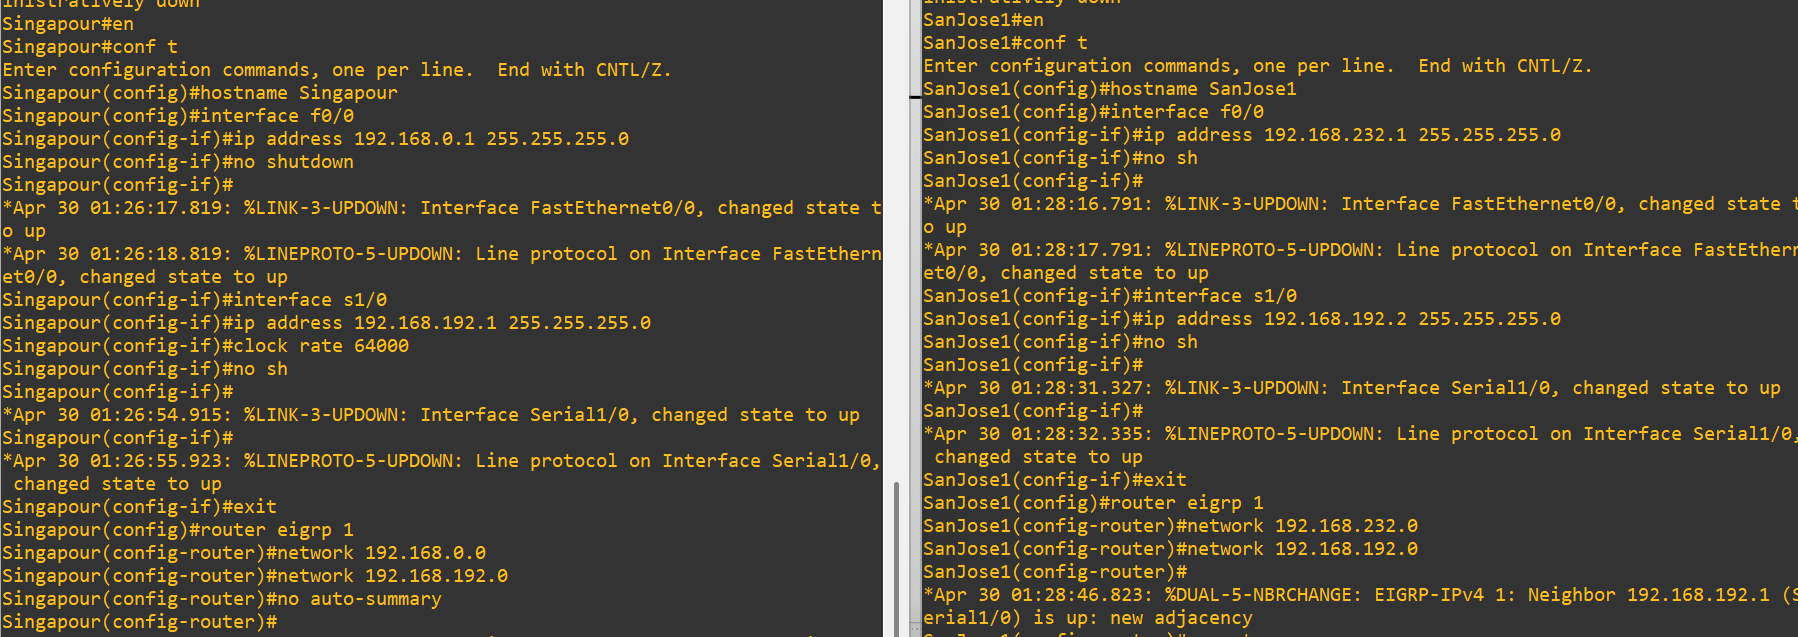 inistratively down
Singapour#en
Singapour#conf t
Enter configuration commands, one per line.  End with CNTL/Z.
Singapour(config)#hostname Singapour
Singapour(config)#interface f0/0
Singapour(config-if)#ip address 192.168.0.1 255.255.255.0
Singapour(config-if)#no shutdown
Singapour(config-if)#
*Apr 30 01:26:17.819: %LINK-3-UPDOWN: Interface FastEthernet0/0, changed state t
o up
*Apr 30 01:26:18.819: %LINEPROTO-5-UPDOWN: Line protocol on Interface FastEthern
et0/0, changed state to up
Singapour(config-if)#interface s1/0
Singapour(config-if)#ip address 192.168.192.1 255.255.255.0
Singapour(config-if)#clock rate 64000
Singapour(config-if)#no sh
Singapour(config-if)#
*Apr 30 01:26:54.915: %LINK-3-UPDOWN: Interface Serial1/0, changed state to up
Singapour(config-if)#
*Apr 30 01:26:55.923: %LINEPROTO-5-UPDOWN: Line protocol on Interface Serial1/0,
 changed state to up
Singapour(config-if)#exit
Singapour(config)#router eigrp 1
Singapour(config-router)#network 192.168.0.0
Singapour(config-router)#network 192.168.192.0
Singapour(config-router)#no auto-summary
Singapour(config-router)#
SanJose1#en
SanJose1#conf t
Enter configuration commands, one per line.  End with CNTL/Z.
SanJose1(config)#hostname SanJose1
SanJose1(config)#interface f0/0
SanJose1(config-if)#ip address 192.168.232.1 255.255.255.0
SanJose1(config-if)#no sh
SanJose1(config-if)#
*Apr 30 01:28:16.791: %LINK-3-UPDOWN: Interface FastEthernet0/0, changed state t
o up
*Apr 30 01:28:17.791: %LINEPROTO-5-UPDOWN: Line protocol on Interface FastEthern
et0/0, changed state to up
SanJose1(config-if)#interface s1/0
SanJose1(config-if)#ip address 192.168.192.2 255.255.255.0
SanJose1(config-if)#no sh
SanJose1(config-if)#
*Apr 30 01:28:31.327: %LINK-3-UPDOWN: Interface Serial1/0, changed state to up
SanJose1(config-if)#
*Apr 30 01:28:32.335: %LINEPROTO-5-UPDOWN: Line protocol on Interface Serial1/0,
 changed state to up
SanJose1(config-if)#exit
SanJose1(config)#router eigrp 1
SanJose1(config-router)#network 192.168.232.0
SanJose1(config-router)#network 192.168.192.0
SanJose1(config-router)#
*Apr 30 01:28:46.823: %DUAL-5-NBRCHANGE: EIGRP-IPv4 1: Neighbor 192.168.192.1 (S
erial1/0) is up: new adjacency